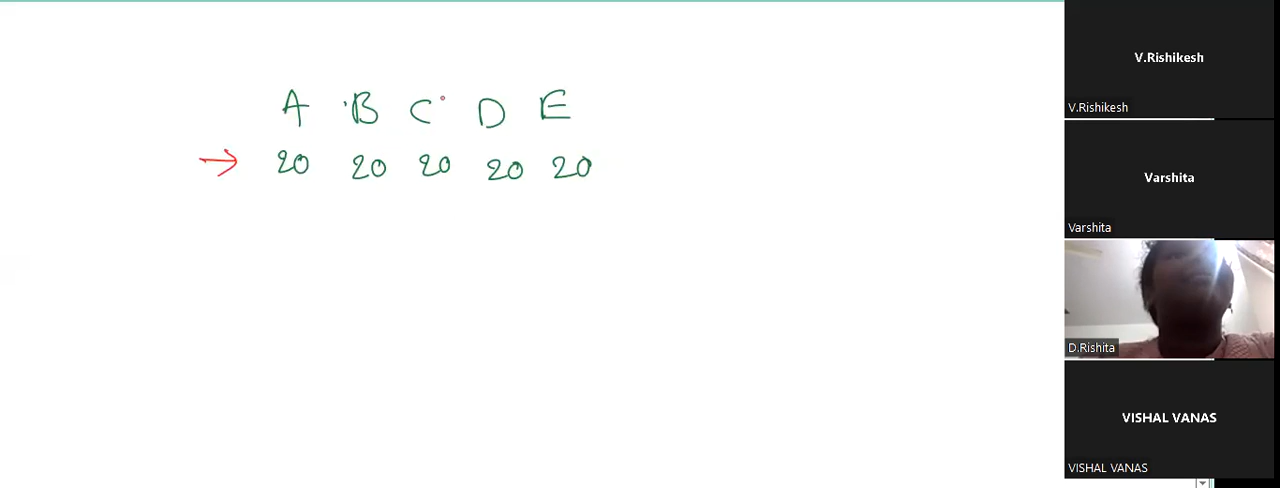 A B C D E
→ 20 20 20 20 20
V.Rishikesh
V.Rishikesh
Varshita
Varshita
D.Rishita
VISHAL VANAS
VISHAL VANAS